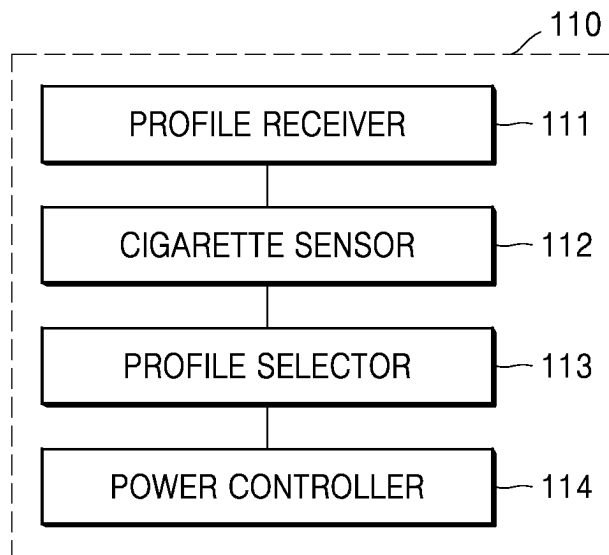 110
PROFILE RECEIVER 111
CIGARETTE SENSOR 112
PROFILE SELECTOR 113
POWER CONTROLLER 114